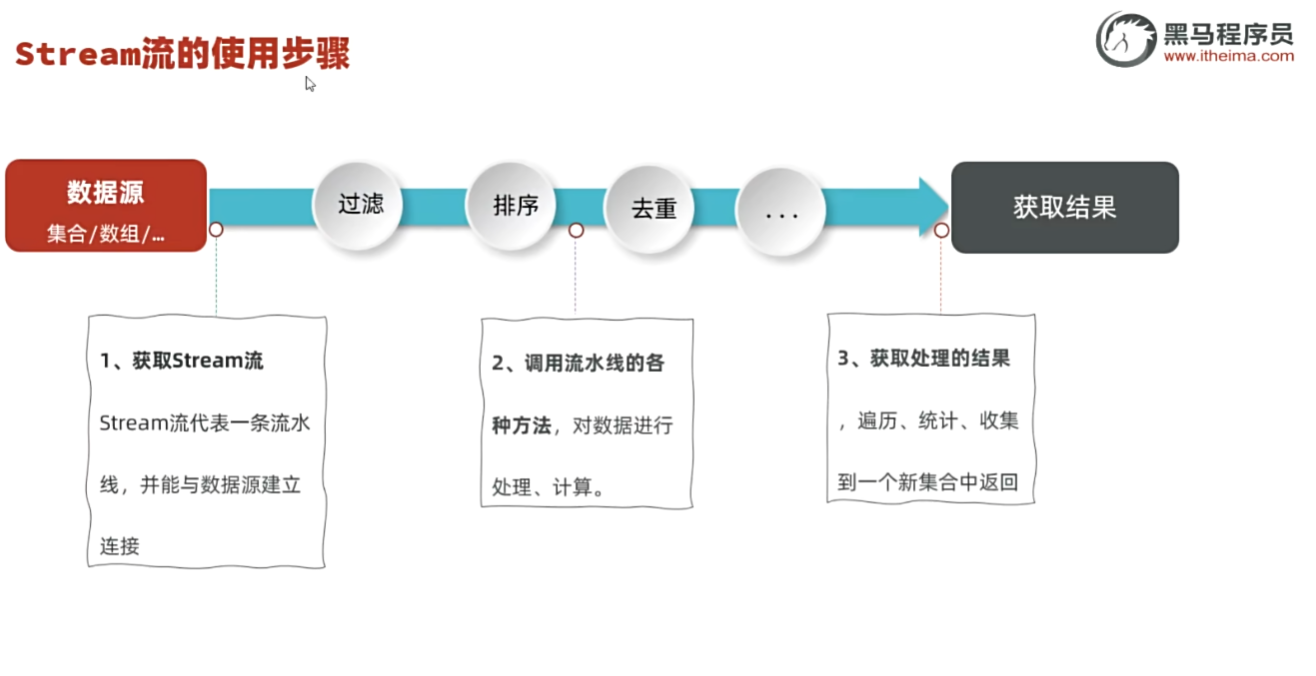 Stream流的使用步骤
黑马程序员
www.itheima.com
数据源
集合/数组/...
过滤
排序
去重
...
获取结果
1、获取Stream流
Stream流代表一条流水
线，并能与数据源建立
连接
2、调用流水线的各
种方法，对数据进行
处理、计算。
3、获取处理的结果
，遍历、统计、收集
到一个新集合中返回